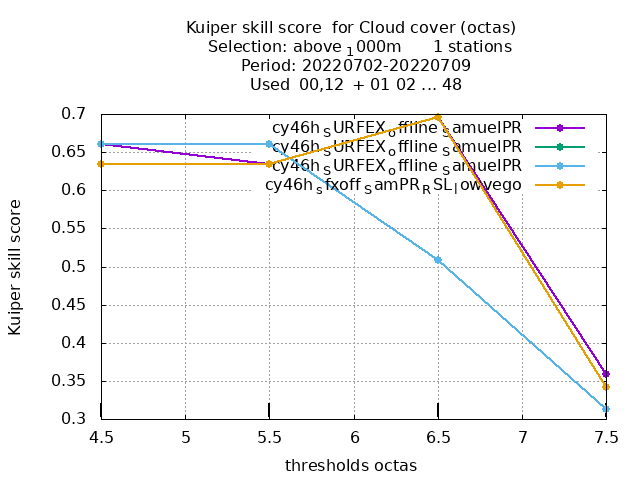 Kuiper skill score  for Cloud cover (octas)
Selection: above 1000m      1 stations
Period: 20220702-20220709
Used  00,12  + 01 02 ... 48
Kuiper skill score
0.7
0.65
0.6
0.55
0.5
0.45
0.4
0.35
0.3
cy46h SURFEX offline SamuelPR
cy46h SURFEX offline SamuelPR
cy46h SURFEX offline SamuelPR
cy46h sfxoff SamPR RSL lowvego
4.5 5 5.5 6 6.5 7 7.5
thresholds octas